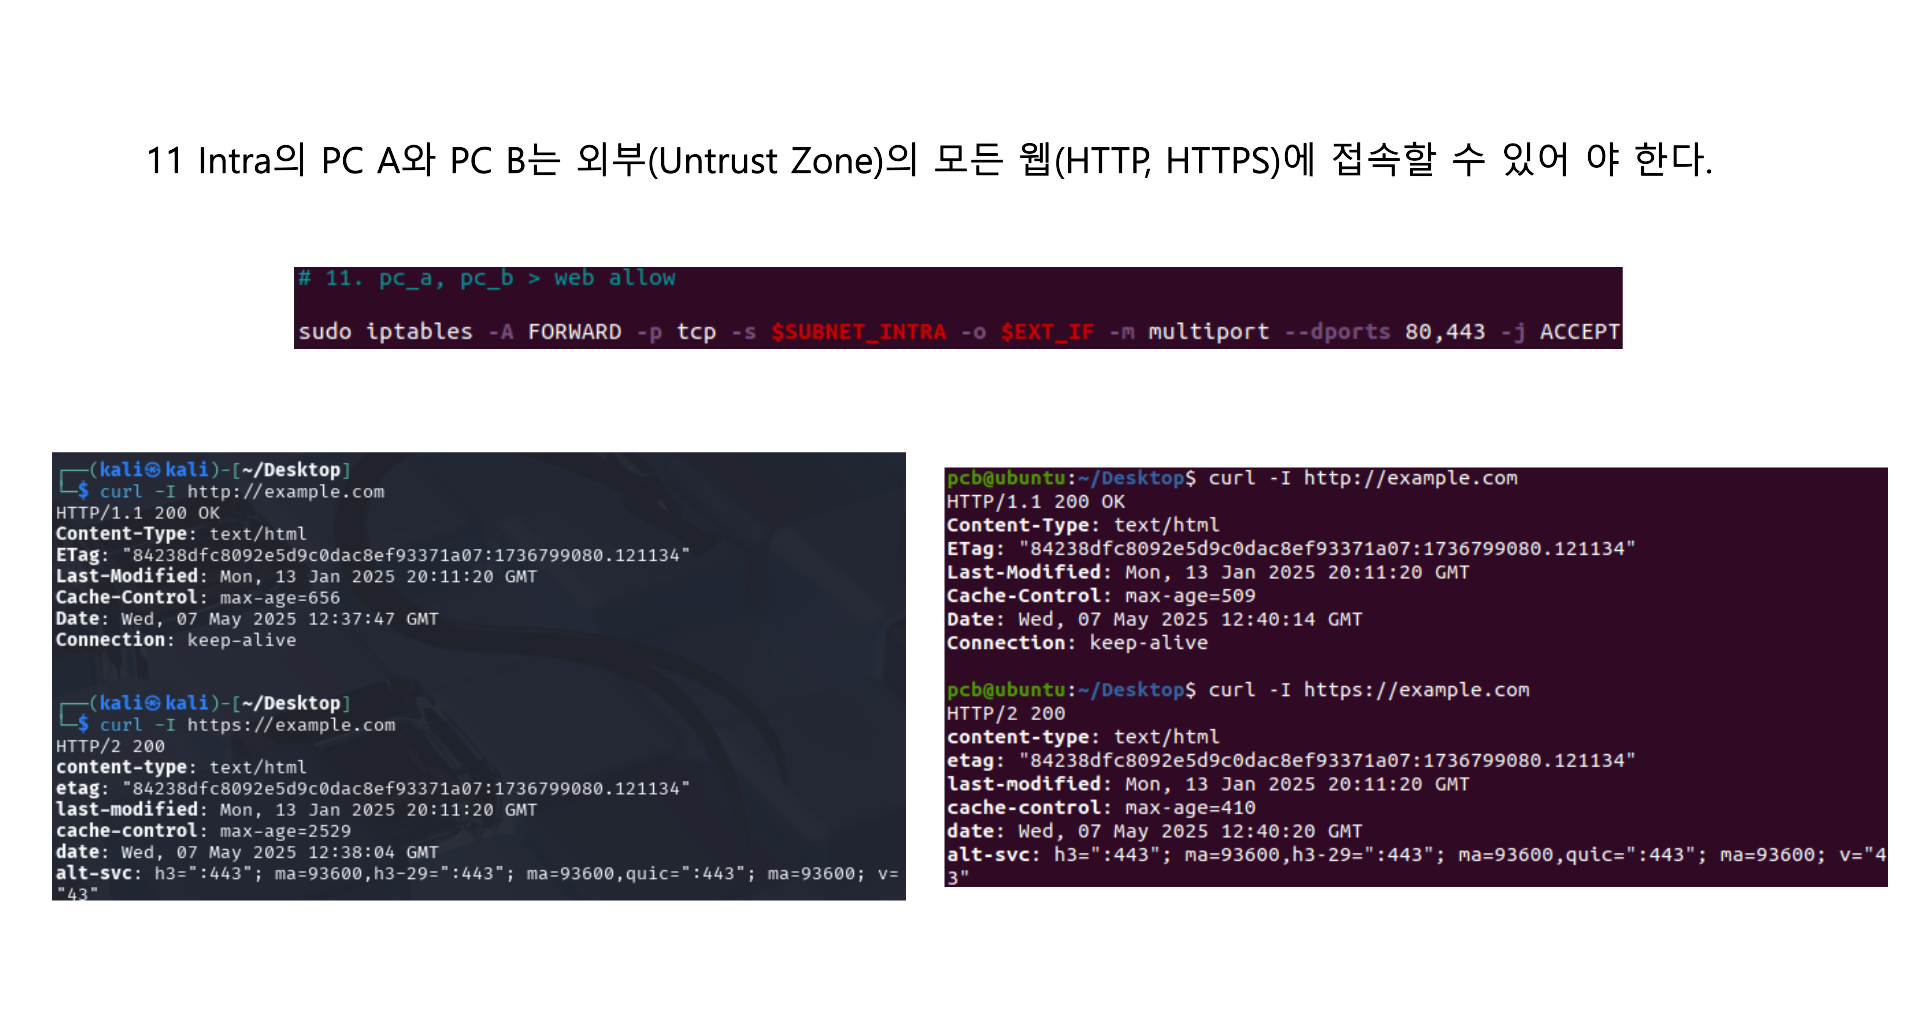 11 Intra의 PC A와 PC B는 외부(Untrust Zone)의 모든 웹(HTTP, HTTPS)에 접속할 수 있어 야 한다.
# 11. pc_a, pc_b > web allow
sudo iptables -A FORWARD -p tcp -s $SUBNET_INTRA -o $EXT_IF -m multiport --dports 80,443 -j ACCEPT
┌──(kali㉿kali)-[~/Desktop]
└─$ curl -I http://example.com
HTTP/1.1 200 OK
Content-Type: text/html
ETag: "84238dfc8092e5d9c0dac8ef93371a07:1736799080.121134"
Last-Modified: Mon, 13 Jan 2025 20:11:20 GMT
Cache-Control: max-age=656
Date: Wed, 07 May 2025 12:37:47 GMT
Connection: keep-alive
┌──(kali㉿kali)-[~/Desktop]
└─$ curl -I https://example.com
HTTP/2 200
content-type: text/html
etag: "84238dfc8092e5d9c0dac8ef93371a07:1736799080.121134"
last-modified: Mon, 13 Jan 2025 20:11:20 GMT
cache-control: max-age=2529
date: Wed, 07 May 2025 12:38:04 GMT
alt-svc: h3=":443"; ma=93600,h3-29=":443"; ma=93600,quic=":443"; ma=93600; v=
"43"
pcb@ubuntu:~/Desktop$ curl -I http://example.com
HTTP/1.1 200 OK
Content-Type: text/html
ETag: "84238dfc8092e5d9c0dac8ef93371a07:1736799080.121134"
Last-Modified: Mon, 13 Jan 2025 20:11:20 GMT
Cache-Control: max-age=509
Date: Wed, 07 May 2025 12:40:14 GMT
Connection: keep-alive
pcb@ubuntu:~/Desktop$ curl -I https://example.com
HTTP/2 200
content-type: text/html
etag: "84238dfc8092e5d9c0dac8ef93371a07:1736799080.121134"
last-modified: Mon, 13 Jan 2025 20:11:20 GMT
cache-control: max-age=410
date: Wed, 07 May 2025 12:40:20 GMT
alt-svc: h3=":443"; ma=93600,h3-29=":443"; ma=93600,quic=":443"; ma=93600; v="4
3"